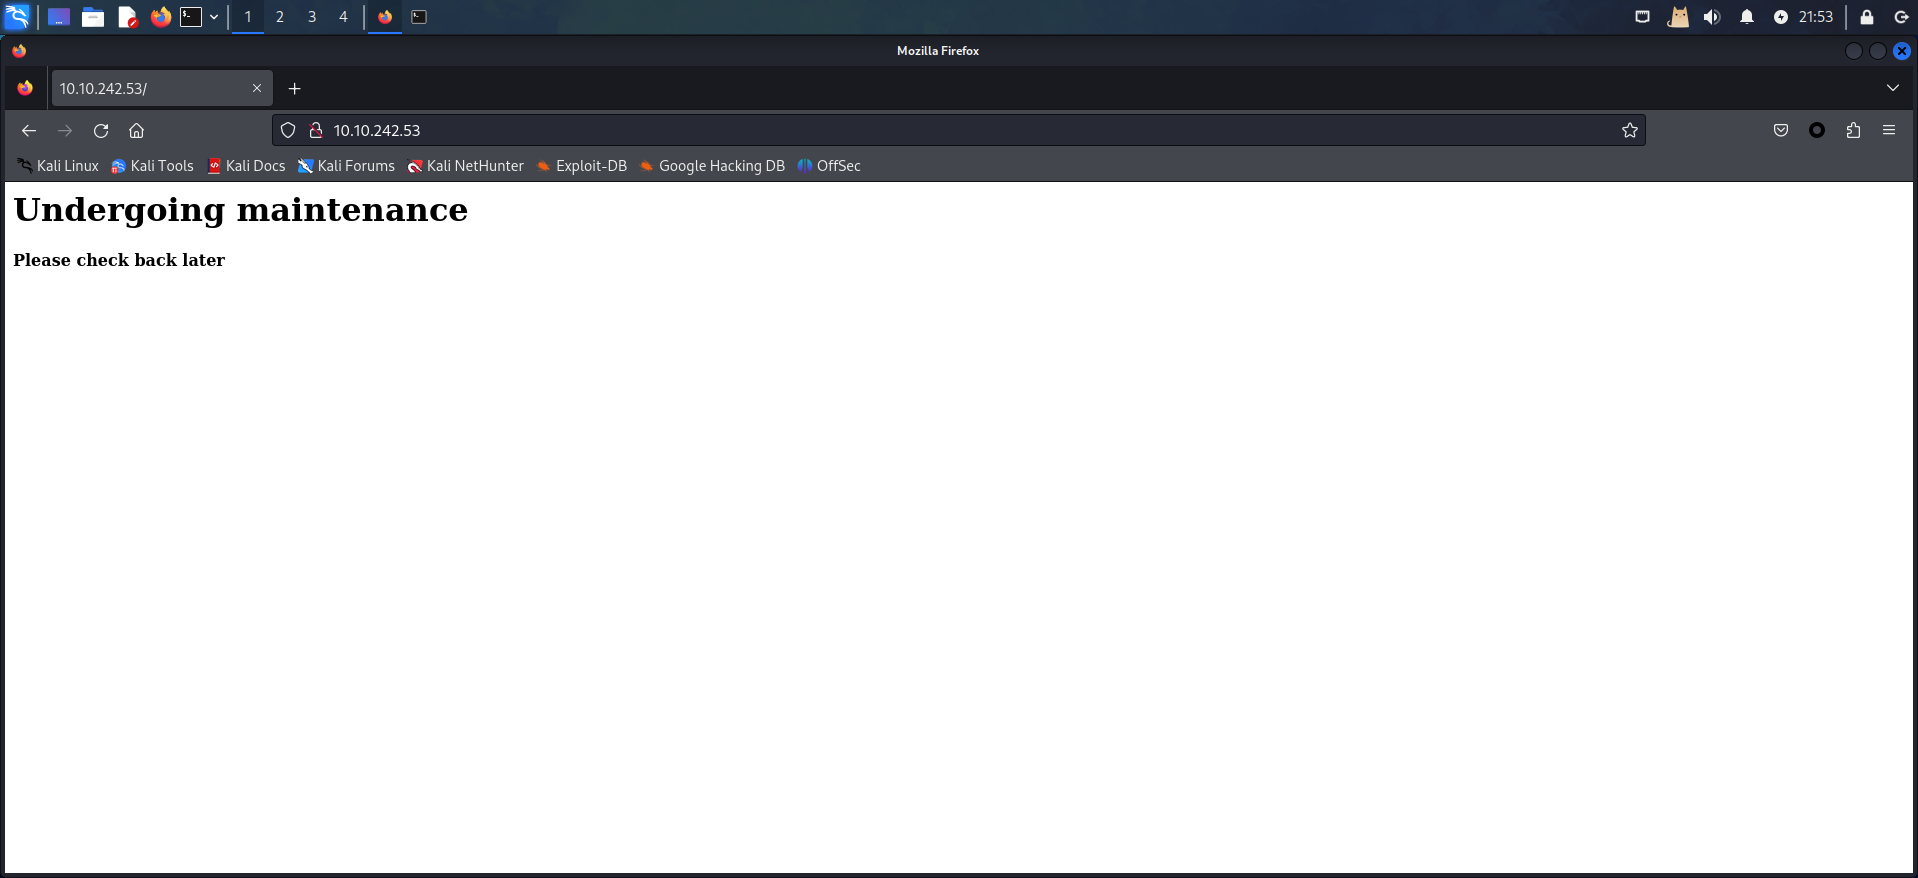 1 2 3 4 21:53
Mozilla Firefox
10.10.242.53/
10.10.242.53
Kali Linux Kali Tools Kali Docs Kali Forums Kali NetHunter Exploit-DB Google Hacking DB OffSec
Undergoing maintenance
Please check back later